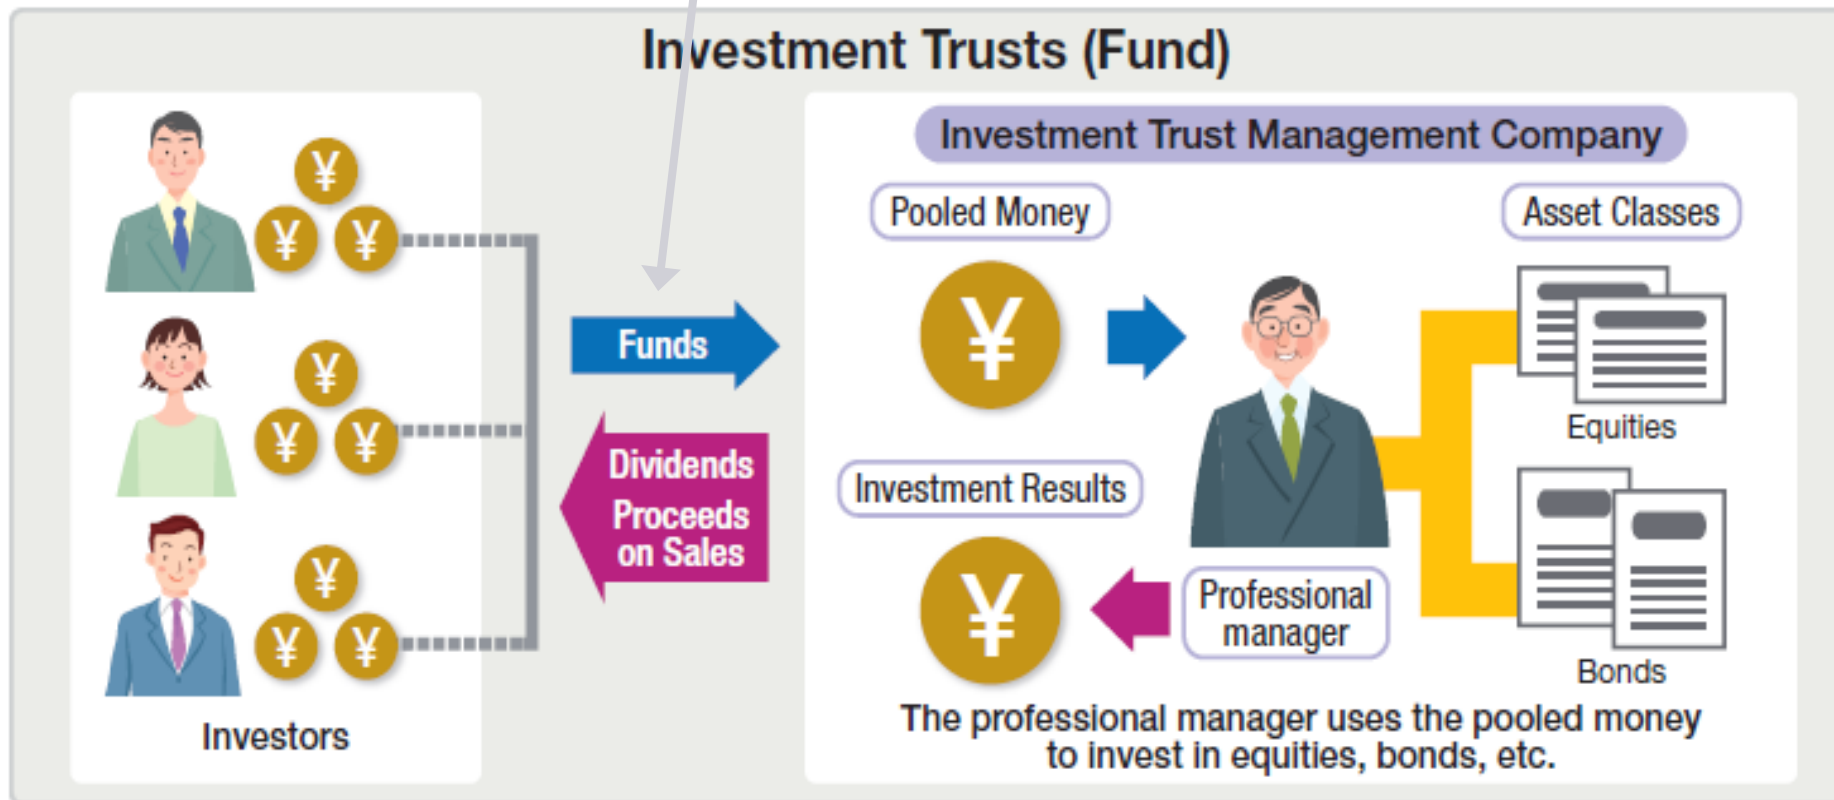 Investment Trusts (Fund)
¥
¥ ¥
¥
¥ ¥
¥
¥ ¥
Investors
Funds
Dividends
Proceeds
on Sales
Investment Trust Management Company
Pooled Money
¥
Asset Classes
Equities
Bonds
Investment Results
¥
Professional
manager
The professional manager uses the pooled money
to invest in equities, bonds, etc.